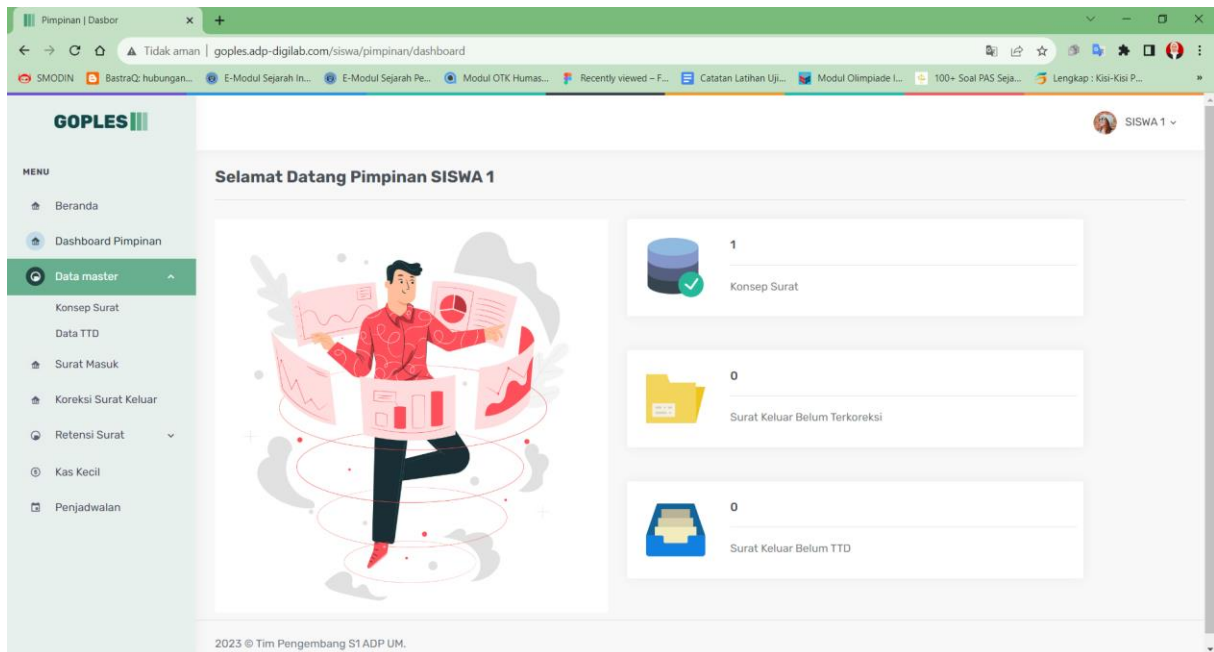 Pimpinan | Dasbor
Tidak aman | goples.adp-digilab.com/siswa/pimpinan/dashboard
SMODIN BastraQ: hubungan... E-Modul Sejarah In... E-Modul Sejarah Pe... Modul OTK Humas... Recently viewed – F... Catatan Latihan Uji... Modul Olimpiade I... 100+ Soal PAS Seja... Lengkap : Kisi-Kisi P...
GOPLES
SISWA 1
MENU
Beranda
Dashboard Pimpinan
Data master
Konsep Surat
Data TTD
Surat Masuk
Koreksi Surat Keluar
Retensi Surat
Kas Kecil
Penjadwalan
Selamat Datang Pimpinan SISWA 1
1
Konsep Surat
0
Surat Keluar Belum Terkoreksi
0
Surat Keluar Belum TTD
2023 © Tim Pengembang S1 ADP UM.